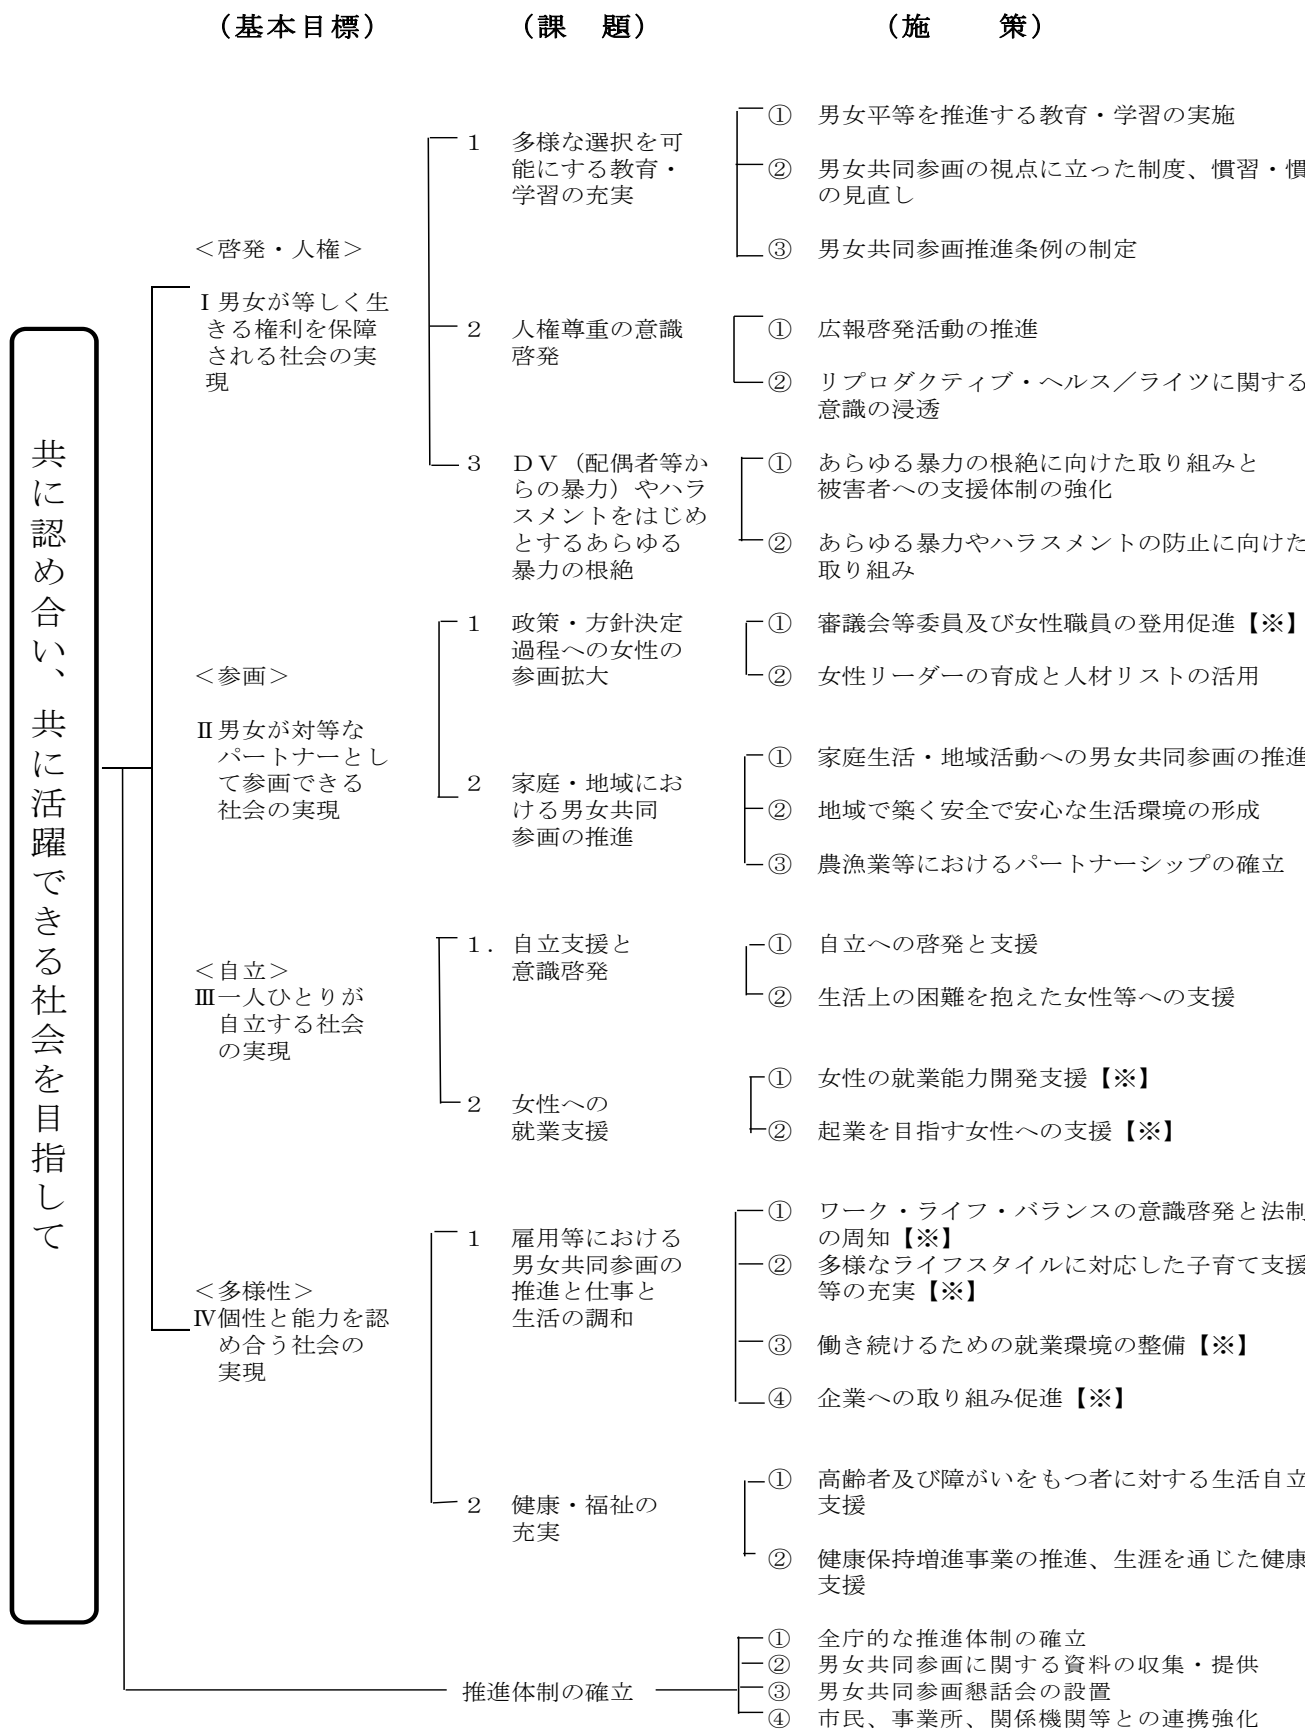 （基本目標）
（課　題）
（施　　策）
共に認め合い、共に活躍できる社会を目指して
＜啓発・人権＞
Ⅰ 男女が等しく生
きる権利を保障
される社会の実
現
1　多様な選択を可
能にする教育・
学習の充実
①　男女平等を推進する教育・学習の実施
②　男女共同参画の視点に立った制度、慣習・慣
の見直し
③　男女共同参画推進条例の制定
2　人権尊重の意識
啓発
①　広報啓発活動の推進
②　リプロダクティブ・ヘルス／ライツに関する
意識の浸透
3　ＤＶ（配偶者等か
らの暴力）やハラ
スメントをはじめ
とするあらゆる
暴力の根絶
①　あらゆる暴力の根絶に向けた取り組みと
被害者への支援体制の強化
②　あらゆる暴力やハラスメントの防止に向けた
取り組み
＜参画＞
Ⅱ 男女が対等な
パートナーとし
て参画できる
社会の実現
1　政策・方針決定
過程への女性の
参画拡大
①　審議会等委員及び女性職員の登用促進【※】
②　女性リーダーの育成と人材リストの活用
2　家庭・地域にお
ける男女共同
参画の推進
①　家庭生活・地域活動への男女共同参画の推進
②　地域で築く安全で安心な生活環境の形成
③　農漁業等におけるパートナーシップの確立
＜自立＞
Ⅲ一人ひとりが
自立する社会
の実現
1．自立支援と
意識啓発
①　自立への啓発と支援
②　生活上の困難を抱えた女性等への支援
2　女性への
就業支援
①　女性の就業能力開発支援【※】
②　起業を目指す女性への支援【※】
＜多様性＞
Ⅳ個性と能力を認
め合う社会の
実現
1　雇用等における
男女共同参画の
推進と仕事と
生活の調和
①　ワーク・ライフ・バランスの意識啓発と法制
の周知【※】
②　多様なライフスタイルに対応した子育て支援
等の充実【※】
③　働き続けるための就業環境の整備【※】
④　企業への取り組み促進【※】
2　健康・福祉の
充実
①　高齢者及び障がいをもつ者に対する生活自立
支援
②　健康保持増進事業の推進、生涯を通じた健康
支援
推進体制の確立
①　全庁的な推進体制の確立
②　男女共同参画に関する資料の収集・提供
③　男女共同参画懇話会の設置
④　市民、事業所、関係機関等との連携強化